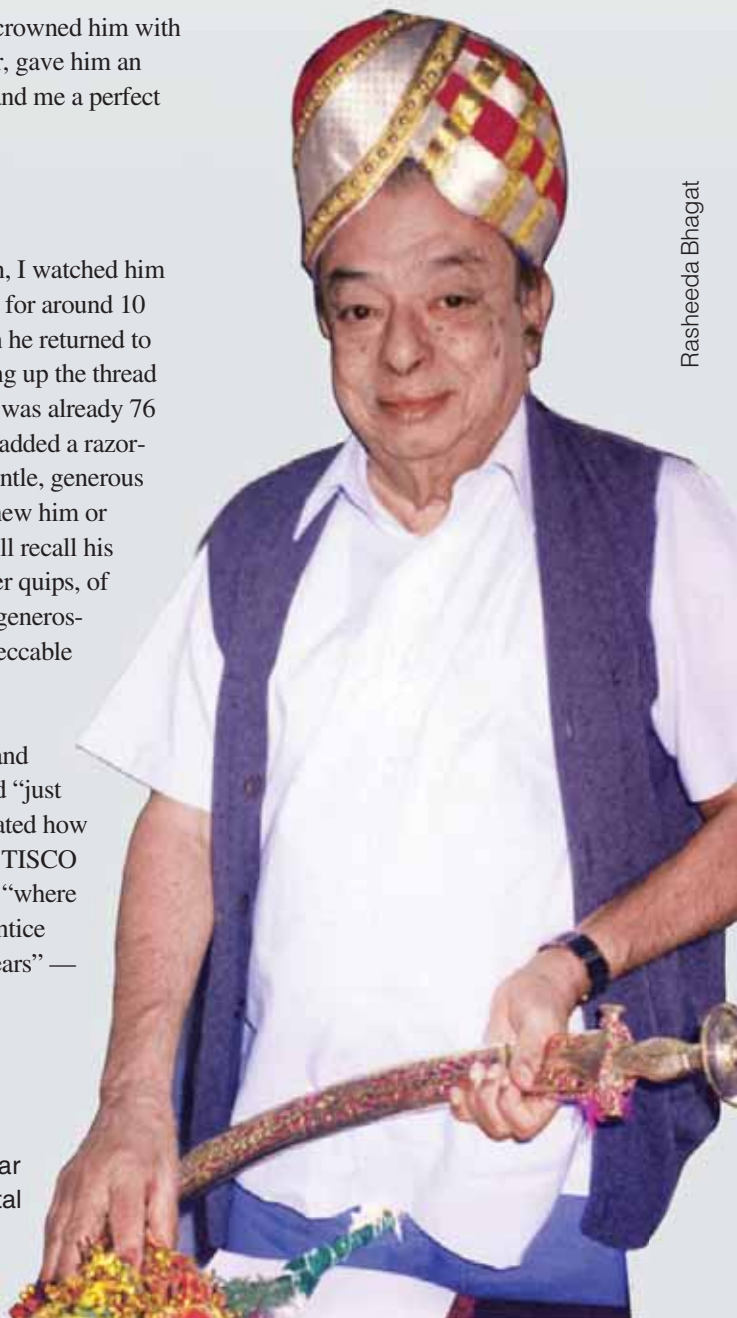 crowned him with
, gave him an
and me a perfect
, I watched him
for around 10
he returned to
ng up the thread
was already 76
added a razor-
ntle, generous
new him or
ll recall his
er quips, of
generos-
eccable
and
d “just
ated how
TISCO
“where
ntice
ears” —
ar
tal
Rasheeda Bhagat